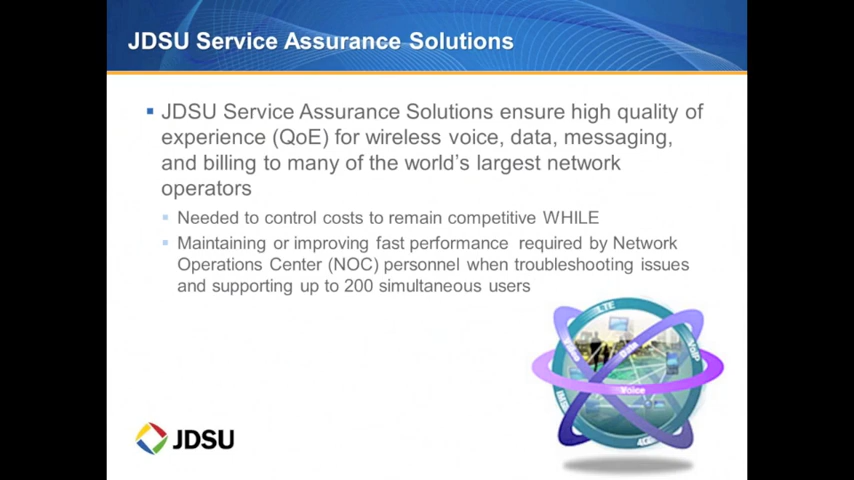 JDSU Service Assurance Solutions
JDSU Service Assurance Solutions ensure high quality of
experience (QoE) for wireless voice, data, messaging,
and billing to many of the world's largest network
operators
Needed to control costs to remain competitive WHILE
Maintaining or improving fast performance required by Network
Operations Center (NOC) personnel when troubleshooting issues
and supporting up to 200 simultaneous users
LTE
Data
VoIP
Voice
JDSU